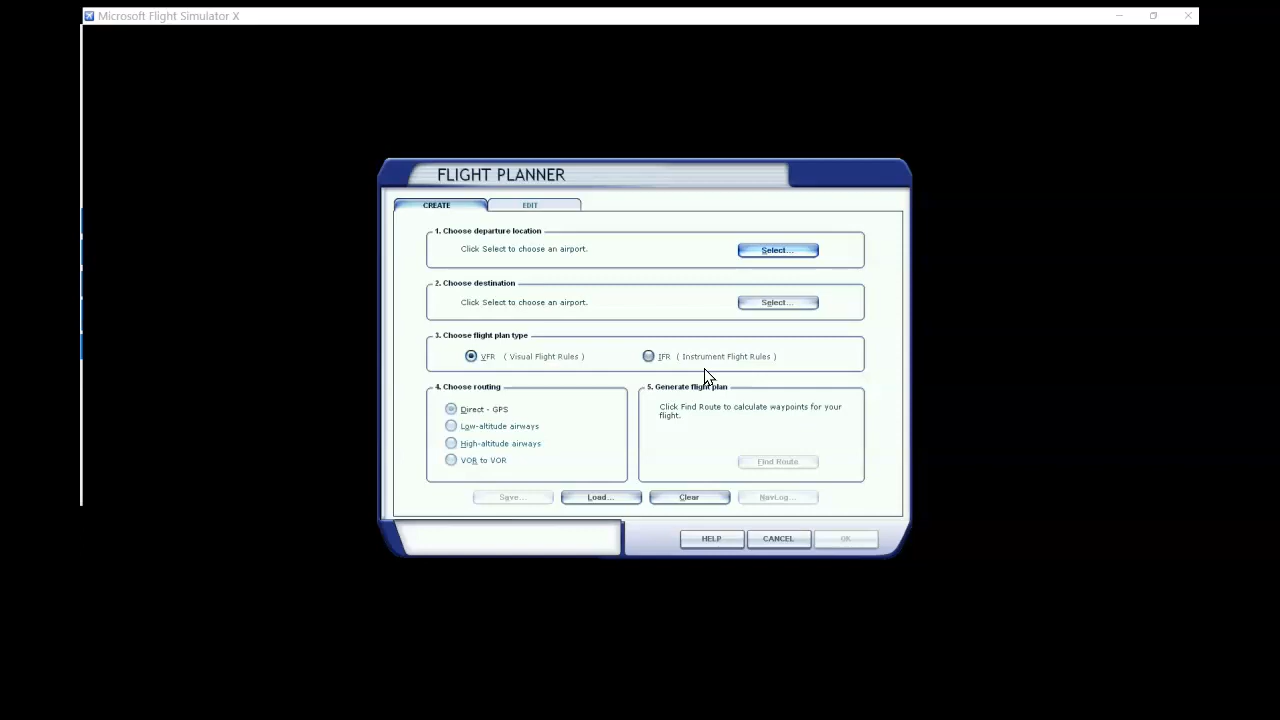 Microsoft Flight Simulator X
FLIGHT PLANNER
CREATE
EDIT
1. Choose departure location
Click Select to choose an airport.
Select...
2. Choose destination
Click Select to choose an airport.
Select...
3. Choose flight plan type
VFR ( Visual Flight Rules )
IFR ( Instrument Flight Rules )
4. Choose routing
Direct - GPS
Low-altitude airways
High-altitude airways
VOR to VOR
5. Generate flight plan
Click Find Route to calculate waypoints for your
flight.
Find Route
Save...
Load...
Clear
NavLog...
HELP
CANCEL
OK